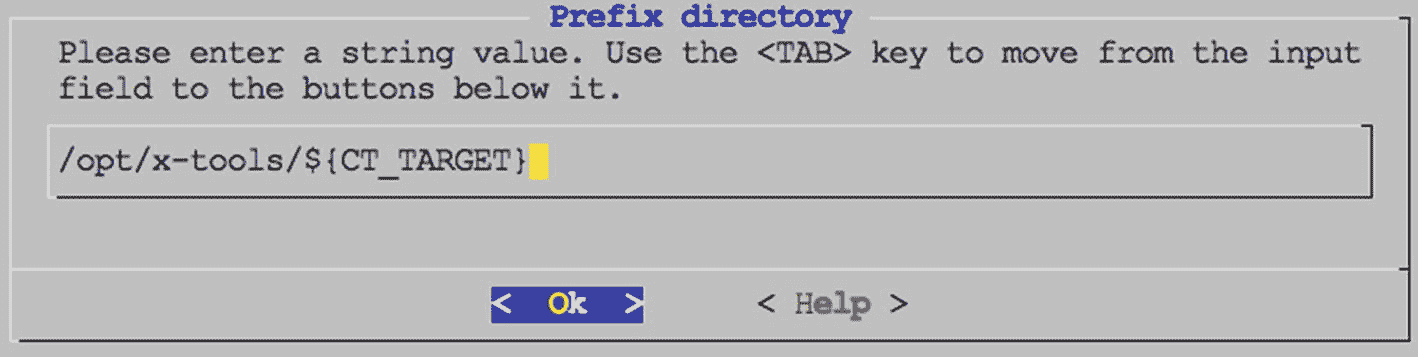 Prefix directory
Please enter a string value. Use the <TAB> key to move from the input
field to the buttons below it.
/opt/x-tools/${CT_TARGET}
< Ok > < Help >